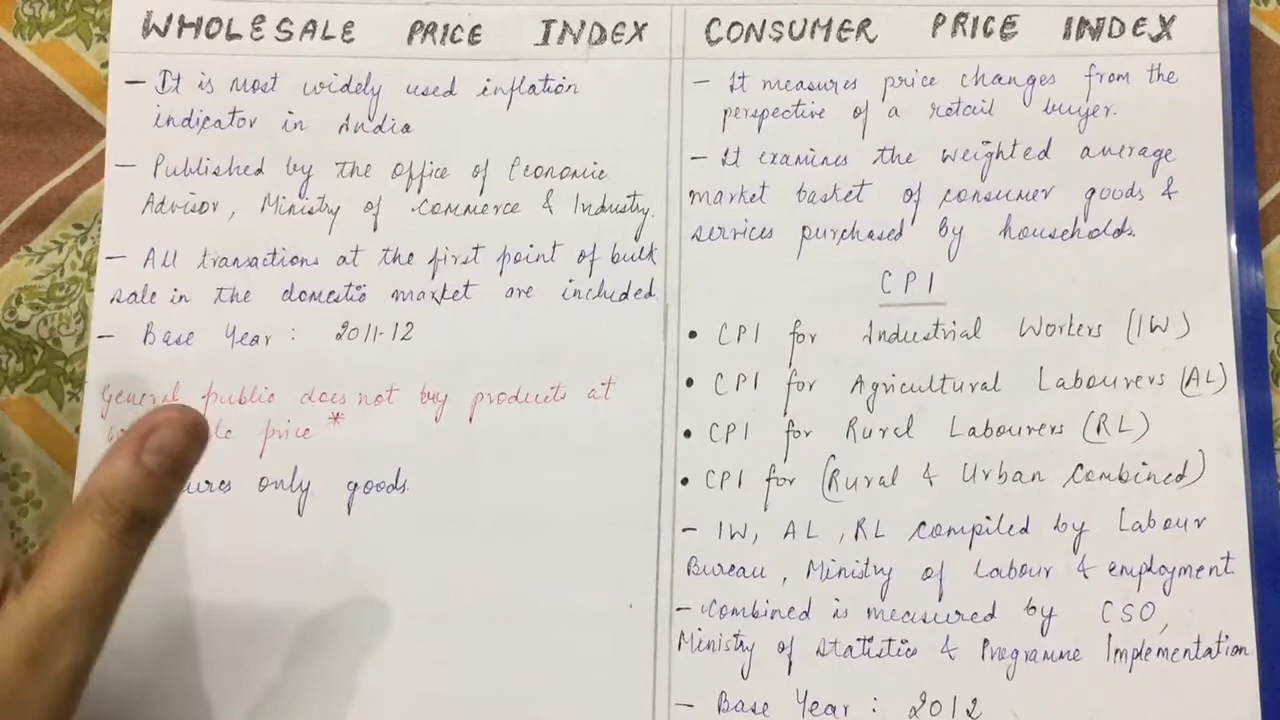 WHOLESALE PRICE INDEX
- It is most widely used inflation
indicator in India
- Published by the office of Economic
Advisor, Ministry of Commerce & Industry.
- All transactions at the first point of bulk
sale in the domestic market are included.
- Base Year : 2011-12
General public does not buy products at
price *
only goods.
CONSUMER PRICE INDEX
- It measures price changes from the
perspective of a retail buyer.
- It examines the weighted average
market basket of consumer goods &
services purchased by households.
CPI
• CPI for Industrial Workers (IW)
• CPI for Agricultural Labourers (AL)
• CPI for Rural Labourers (RL)
• CPI for (Rural & Urban Combined)
- IW, AL, RL compiled by Labour
Bureau, Ministry of Labour & employment.
- Combined is measured by CSO,
Ministry of Statistics & Programme Implementation.
- Base Year : 2012